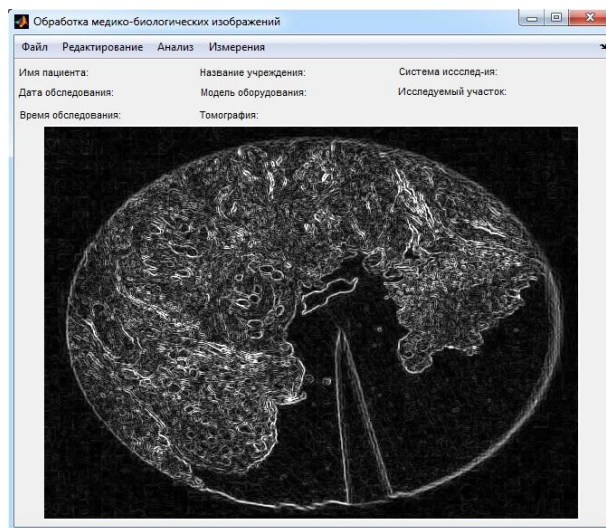 Обработка медико-биологических изображений
Файл Редактирование Анализ Измерения
Имя пациента: Название учреждения: Система иссслед-ия:
Дата обследования: Модель оборудования: Исследуемый участок:
Время обследования: Томография: